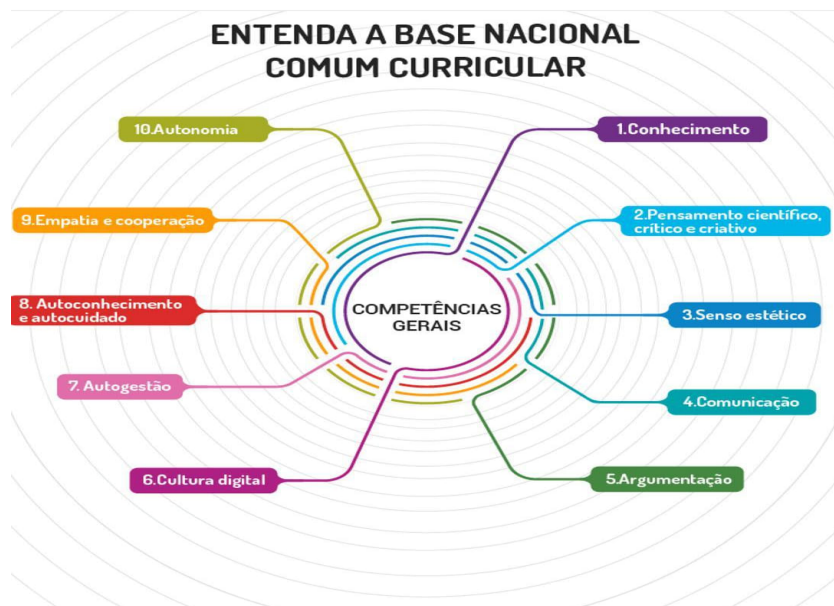 ENTENDA A BASE NACIONAL
COMUM CURRICULAR
10.Autonomia
1.Conhecimento
9.Empatia e cooperação
2.Pensamento científico,
crítico e criativo
8. Autoconhecimento
e autocuidado
COMPETÊNCIAS
GERAIS
3.Senso estético
7. Autogestão
4.Comunicação
6.Cultura digital
5.Argumentação